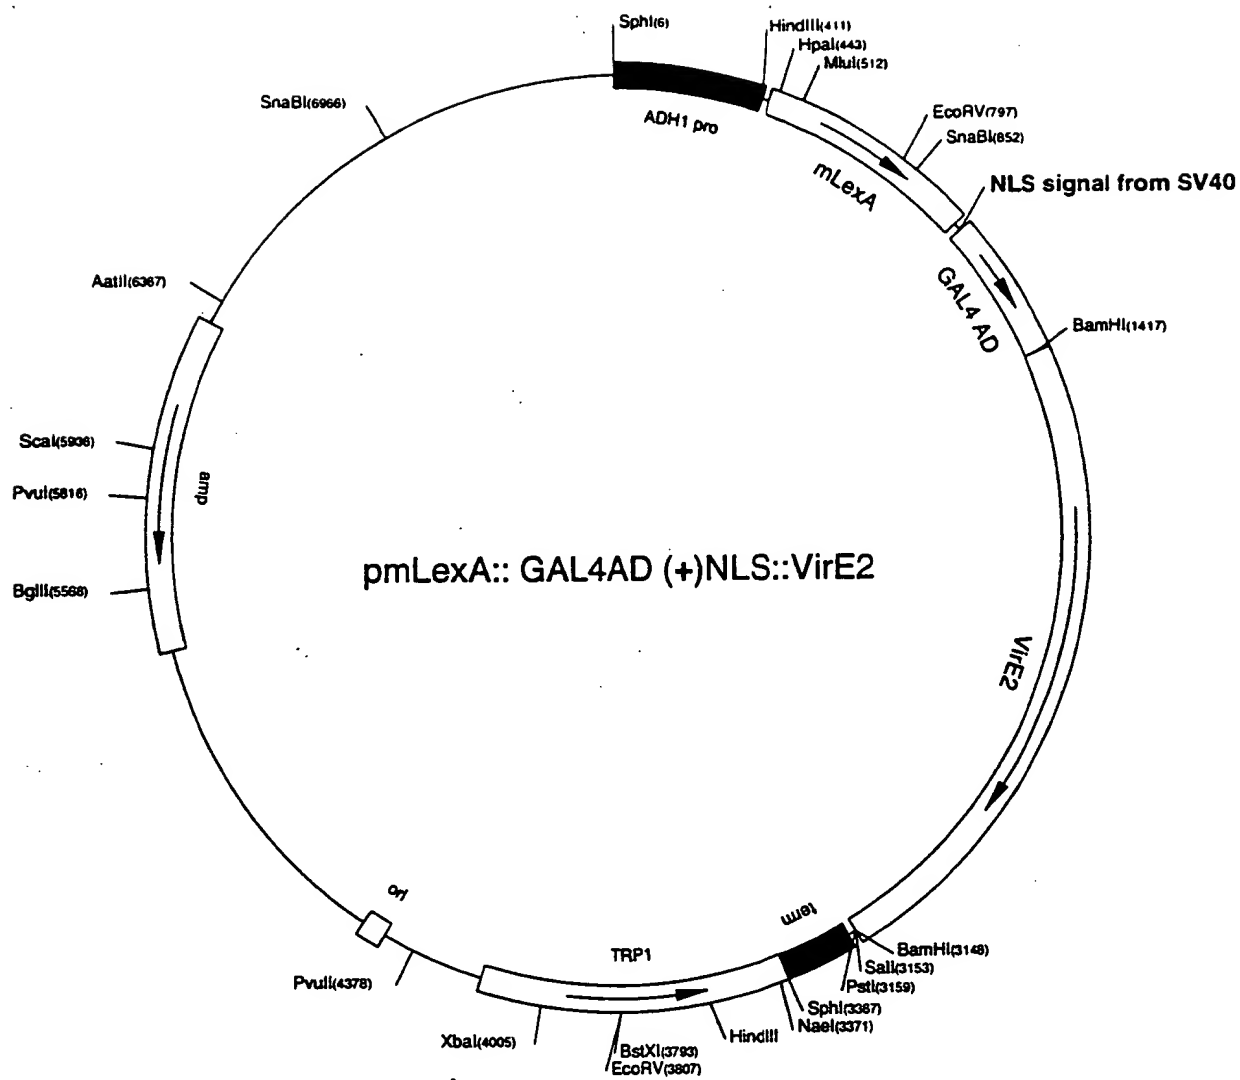 SphI(6)
HindIII(411)
HpaI(443)
MluI(512)
SnaBI(6966)
ADH1 pro
EcoRV(797)
SnaBI(852)
mLexA
NLS signal from SV40
AatII(6367)
GAL4 AD
BamHI(1417)
ScaI(5936)
PvuI(5816)
amp
pmLexA:: GAL4AD (+)NLS::VirE2
BglII(5568)
VirE2
ori
term
TRP1
BamHI(3148)
SalI(3153)
PstI(3159)
PvuII(4378)
SphI(3367)
NaeI(3371)
HindIII
XbaI(4005)
BstXI(3793)
EcoRV(3807)